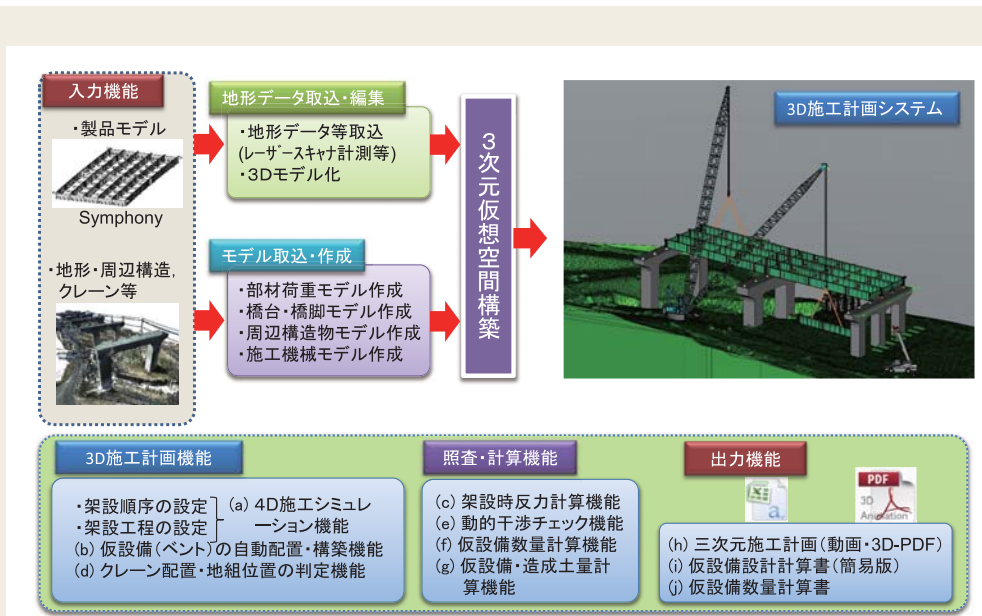 入力機能
・製品モデル
Symphony
・地形・周辺構造,
クレーン等
地形データ取込・編集
・地形データ等取込
(レーザースキャナ計測等)
・3Dモデル化
モデル取込・作成
・部材荷重モデル作成
・橋台・橋脚モデル作成
・周辺構造物モデル作成
・施工機械モデル作成
3次元仮想空間構築
3D施工計画システム
3D施工計画機能
・架設順序の設定
・架設工程の設定
(a) 4D施工シミュレ
ーション機能
(b) 仮設備(ベント)の自動配置・構築機能
(d) クレーン配置・地組位置の判定機能
照査・計算機能
(c) 架設時反力計算機能
(e) 動的干渉チェック機能
(f) 仮設備数量計算機能
(g) 仮設備・造成土量計
算機能
出力機能
a
PDF
3D
Animation
(h) 三次元施工計画(動画・3D-PDF)
(i) 仮設備設計計算書(簡易版)
(j) 仮設備数量計算書